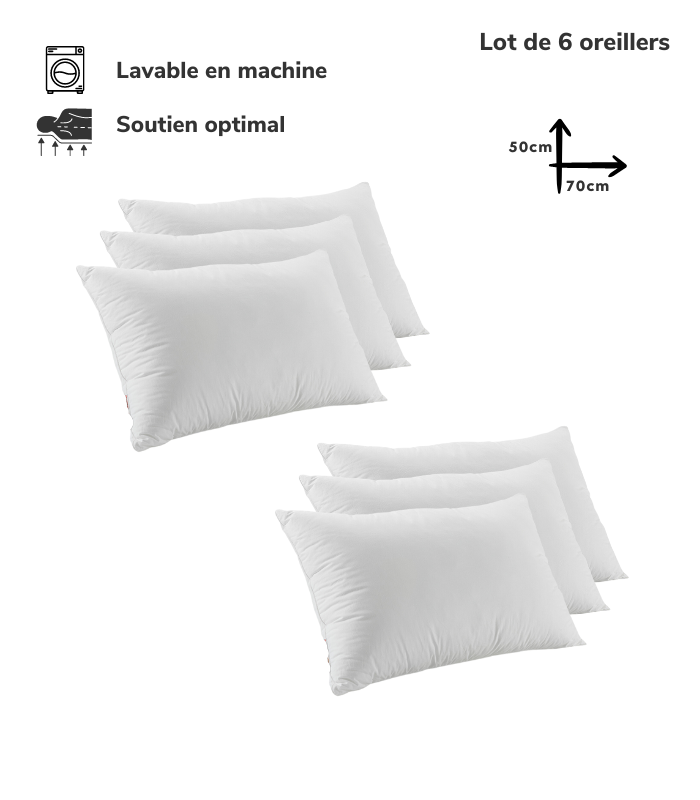 Lot de 6 oreillers
Lavable en machine
Soutien optimal
50cm
70cm